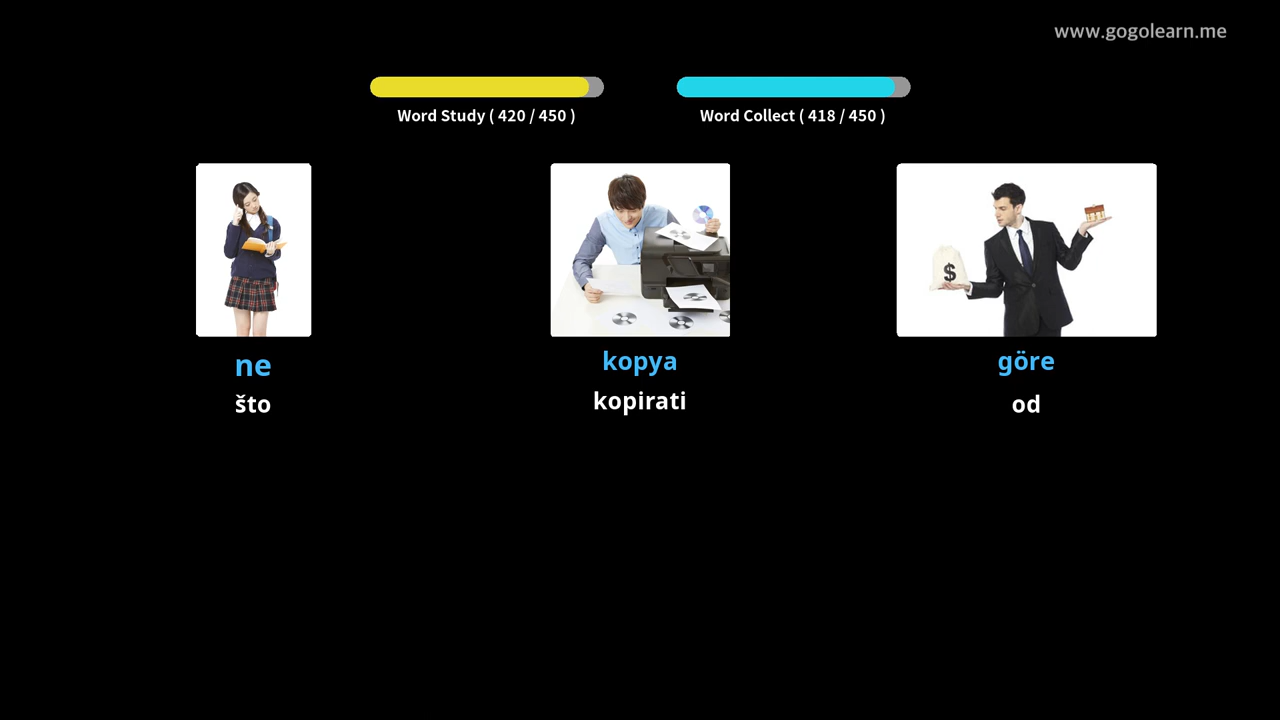 www.gogolearn.me
Word Study ( 420 / 450 )
Word Collect ( 418 / 450 )
$
ne
kopya
göre
što
kopirati
od